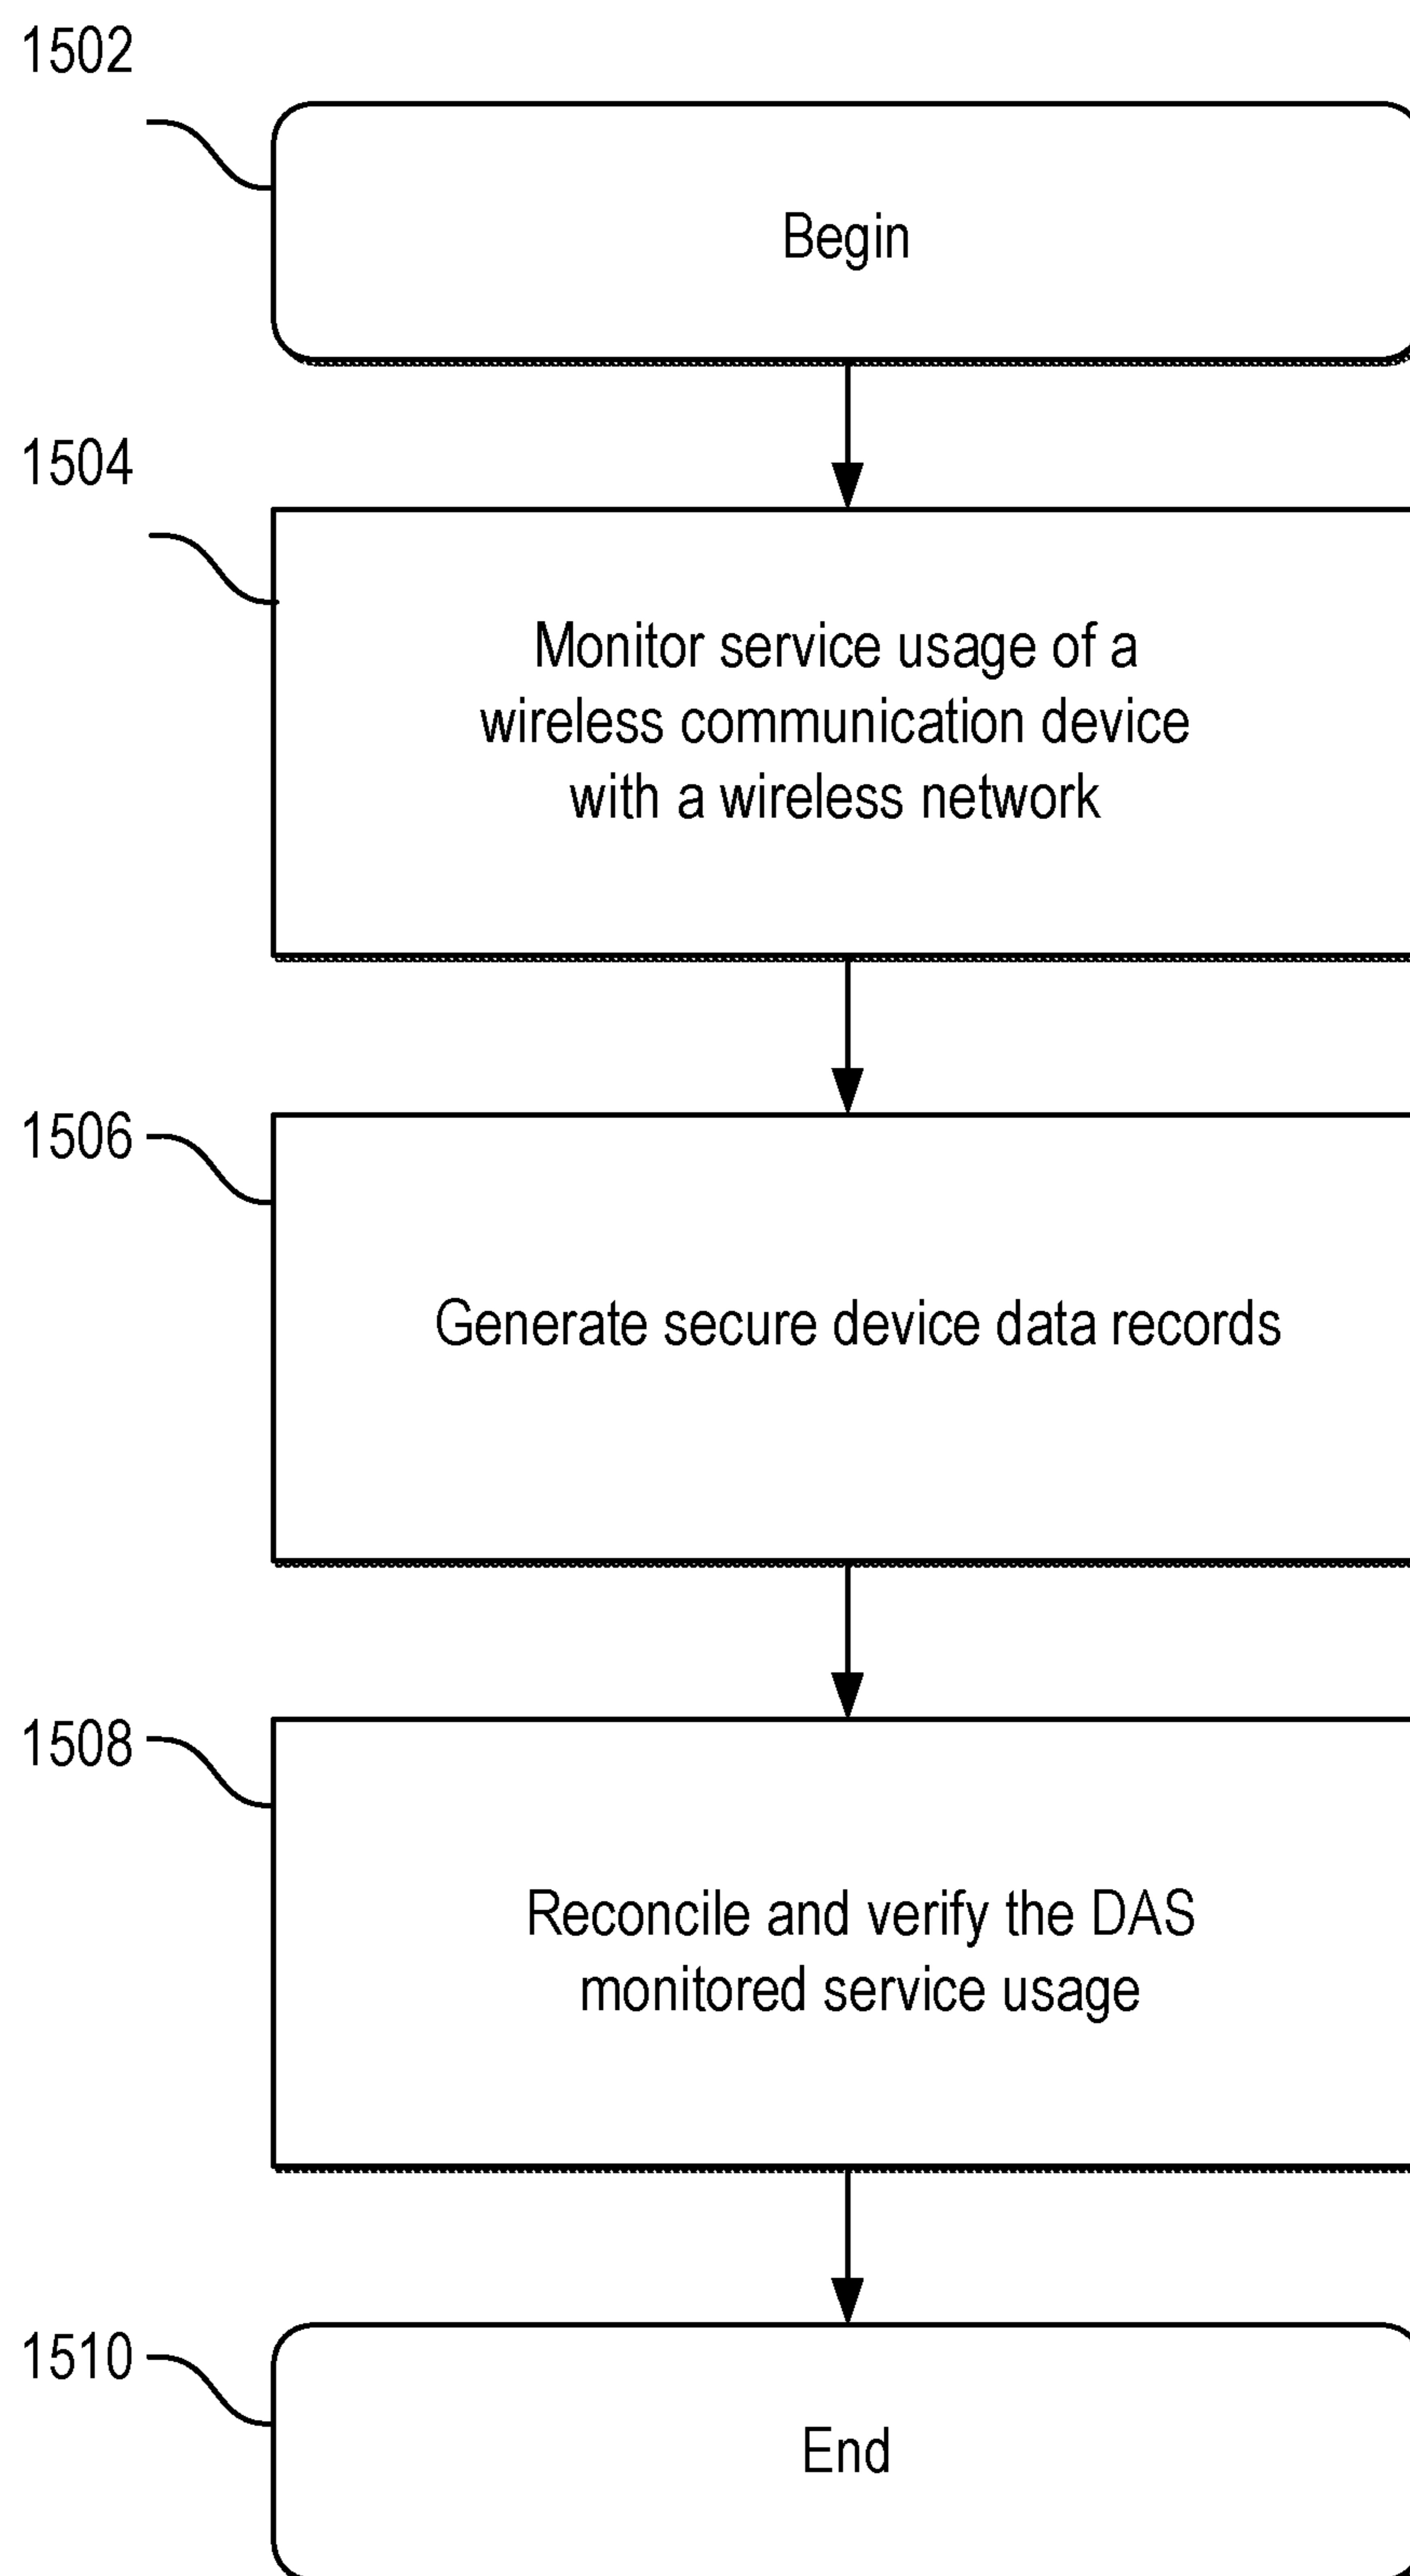 1502
Begin
1504
Monitor service usage of a
wireless communication device
with a wireless network
1506
Generate secure device data records
1508
Reconcile and verify the DAS
monitored service usage
1510
End